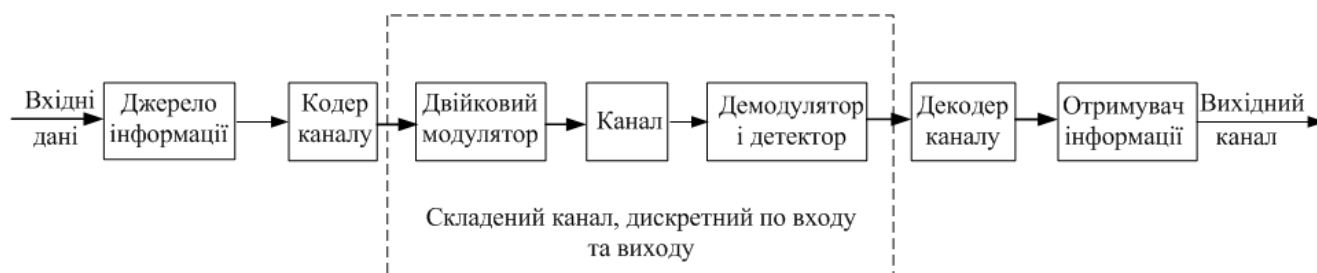 Вхідні
дані
Джерело
інформації
Кодер
каналу
Двійковий
модулятор
Канал
Демодулятор
і детектор
Декодер
каналу
Отримувач
інформації
Вихідний
канал
Складений канал, дискретний по входу
та виходу